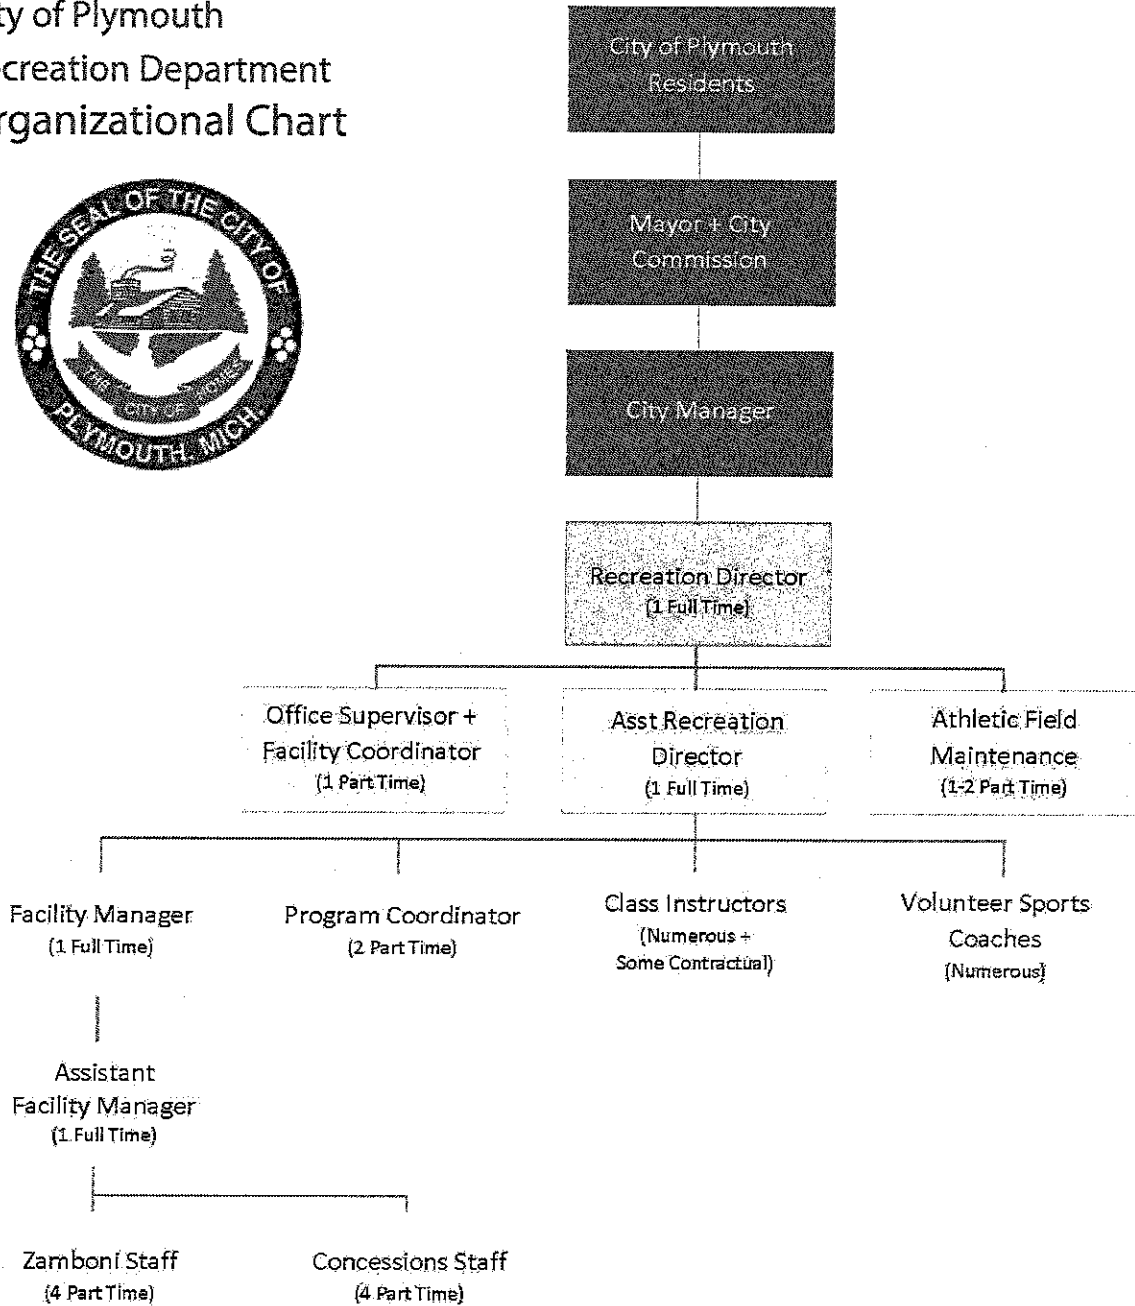 ty of Plymouth
ecreation Department
rganizational Chart
THE SEAL OF THE CITY OF
PLYMOUTH, MICH.
THE CITY OF HOMES
City of Plymouth
Residents
Mayor + City
Commission
City Manager
Recreation Director
(1 Full Time)
Office Supervisor +
Facility Coordinator
(1 Part Time)
Asst Recreation
Director
(1 Full Time)
Athletic Field
Maintenance
(1-2 Part Time)
Facility Manager
(1 Full Time)
Program Coordinator
(2 Part Time)
Class Instructors
(Numerous +
Some Contractual)
Volunteer Sports
Coaches
(Numerous)
Assistant
Facility Manager
(1 Full Time)
Zamboni Staff
(4 Part Time)
Concessions Staff
(4 Part Time)